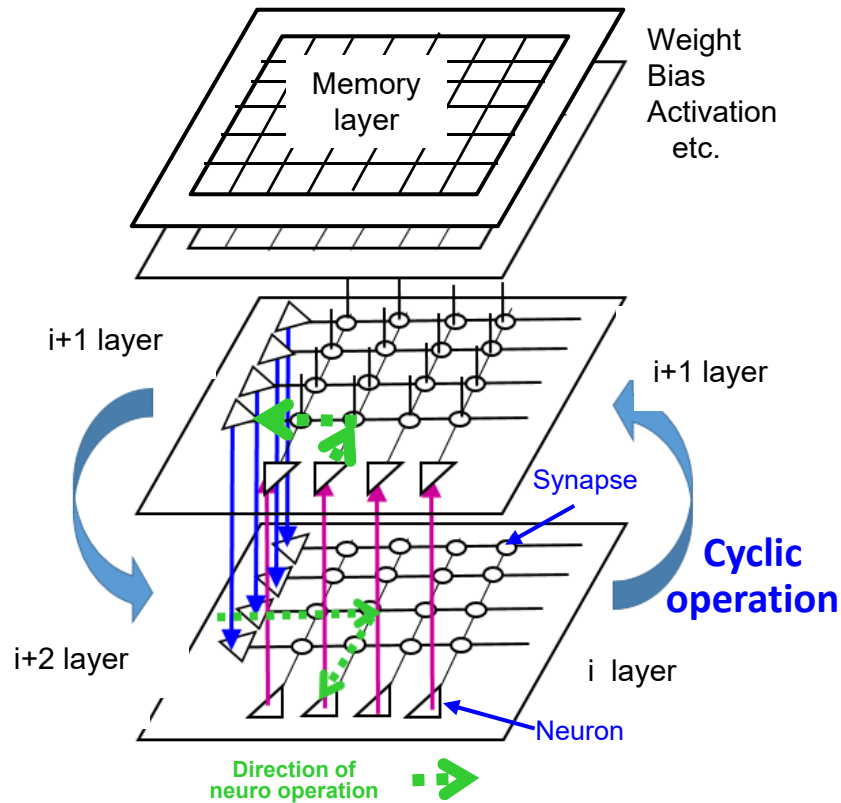 Weight
Bias
Activation
etc.
Memory
layer
i+1 layer
i+1 layer
Synapse
Cyclic
operation
i+2 layer
i layer
Neuron
Direction of
neuro operation